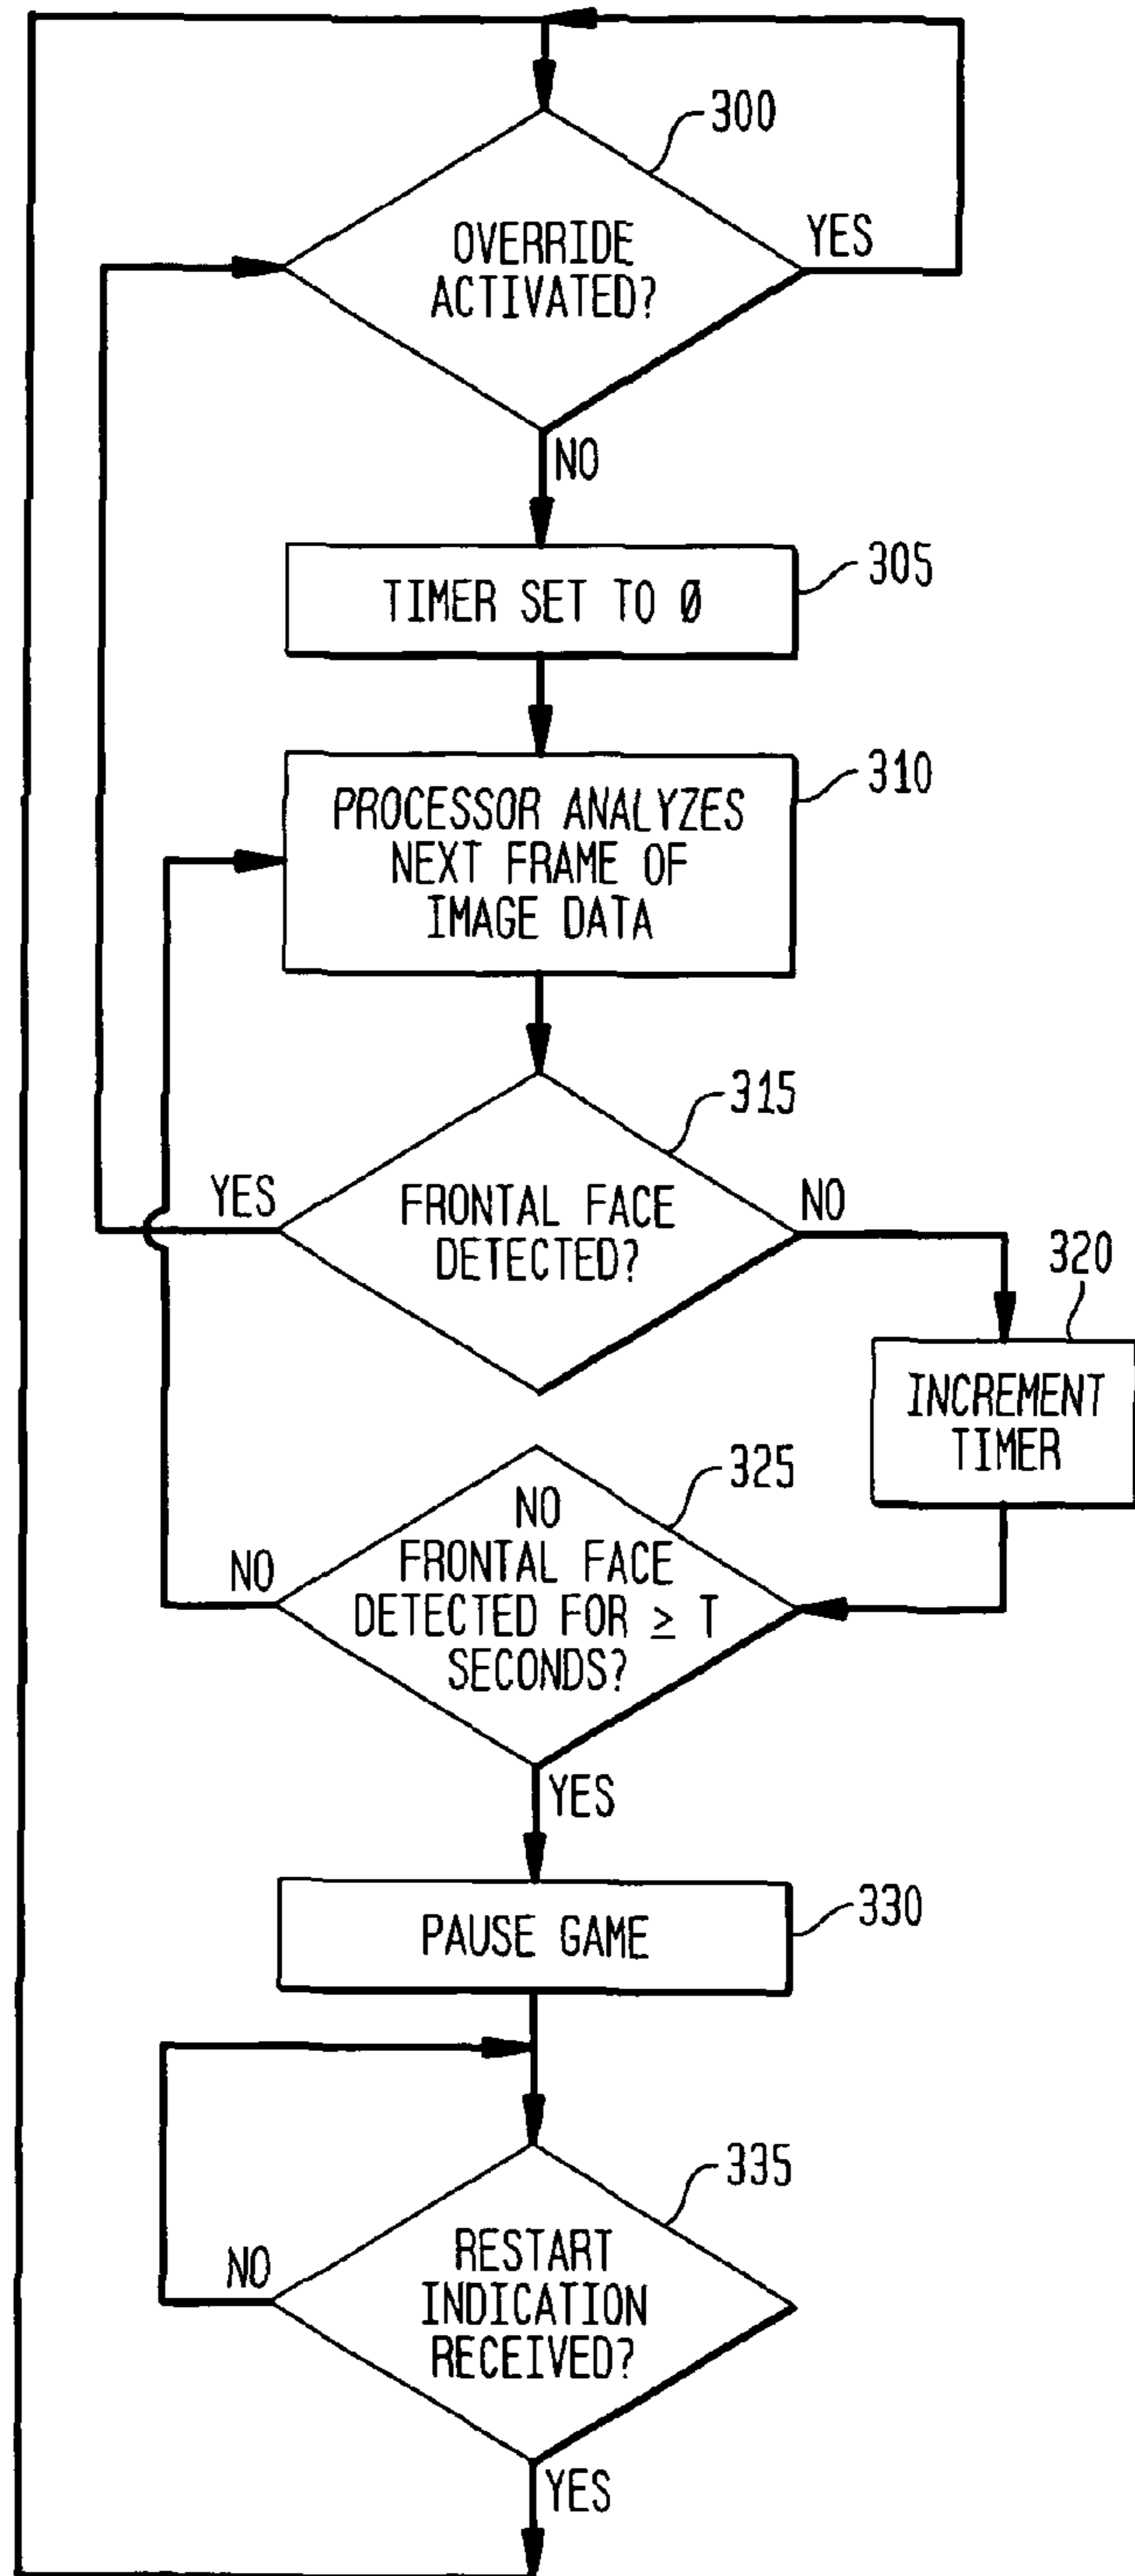 300
OVERRIDE
ACTIVATED?
YES
NO
TIMER SET TO Ø
305
PROCESSOR ANALYZES
NEXT FRAME OF
IMAGE DATA
310
315
FRONTAL FACE
DETECTED?
YES
NO
320
INCREMENT
TIMER
325
NO
FRONTAL FACE
DETECTED FOR ≥ T
SECONDS?
NO
YES
PAUSE GAME
330
335
RESTART
INDICATION
RECEIVED?
NO
YES